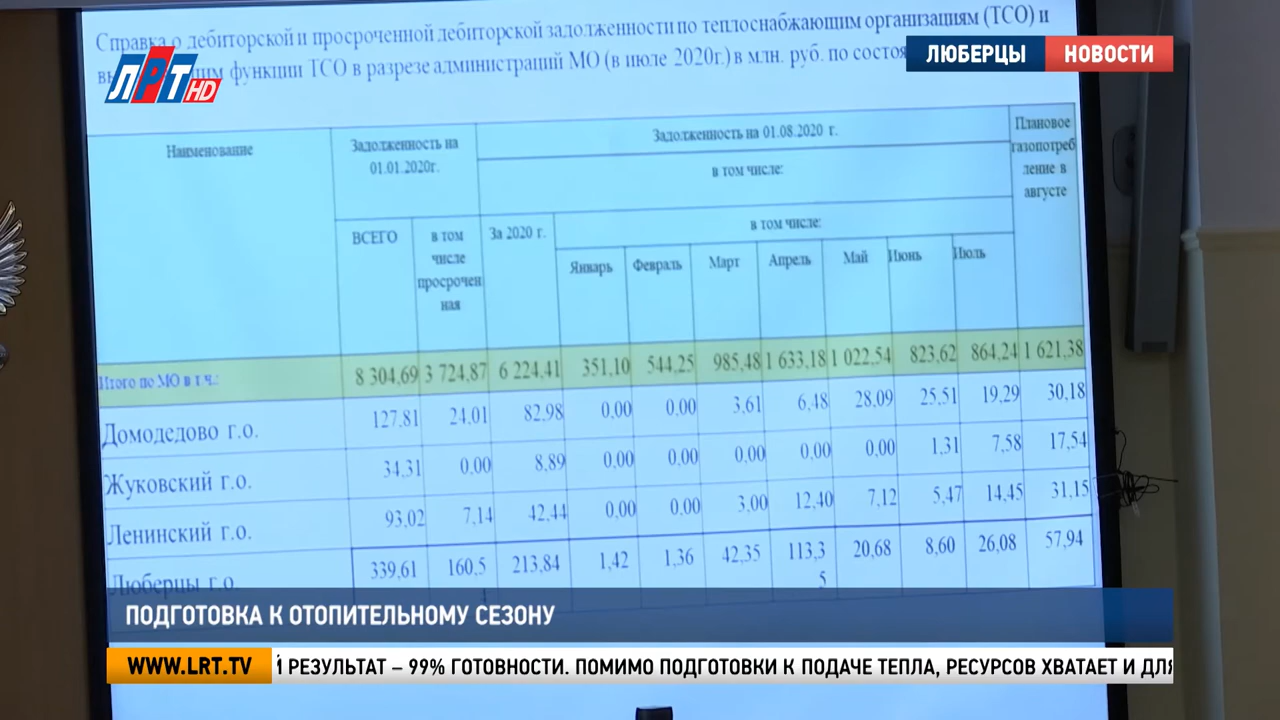 Справка о дебиторской и просроченной дебиторской задолженности по теплоснабжающим организациям (ТСО) и
функции ТСО в разрезе администраций МО (в июле 2020г.) в млн. руб. по
ЛРТ HD
ЛЮБЕРЦЫ НОВОСТИ
Наименование
Задолженность на
01.01.2020г.
Задолженность на 01.08.2020 г.
Плановое
газопотреб
ление в
августе
в том числе:
ВСЕГО
в том
числе
просрочен
ная
За 2020 г.
в том числе:
Январь Февраль Март Апрель Май Июнь Июль
Итого по МО в т ч.: 8 304,69 3 724,87 6 224,41 351,10 544,25 985,48 1 633,18 1 022,54 823,62 864,24 1 621,38
Домодедово г.о. 127,81 24,01 82,98 0,00 0,00 3,61 6,48 28,09 25,51 19,29 30,18
Жуковский г.о. 34,31 0,00 8,89 0,00 0,00 0,00 0,00 0,00 1,31 7,58 17,54
Ленинский г.о. 93,02 7,14 42,44 0,00 0,00 3,00 12,40 7,12 5,47 14,45 31,15
Люберцы г.о. 339,61 160,5 213,84 1,42 1,36 42,35 113,3 20,68 8,60 26,08 57,94
5
ПОДГОТОВКА К ОТОПИТЕЛЬНОМУ СЕЗОНУ
WWW.LRT.TV
Й РЕЗУЛЬТАТ – 99% ГОТОВНОСТИ. ПОМИМО ПОДГОТОВКИ К ПОДАЧЕ ТЕПЛА, РЕСУРСОВ ХВАТАЕТ И ДЛЯ